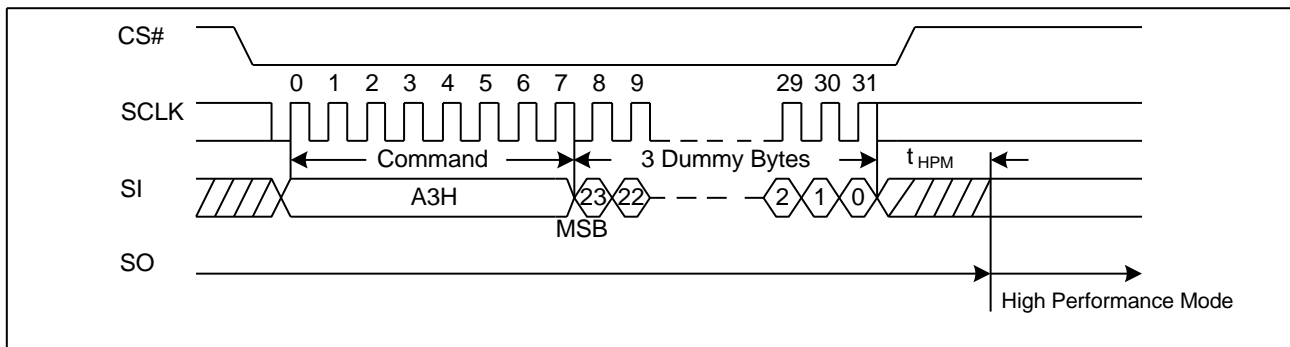 CS#
0 1 2 3 4 5 6 7 8 9 29 30 31
SCLK
Command 3 Dummy Bytes tHPM
SI A3H 23 22 2 1 0
MSB
SO
High Performance Mode